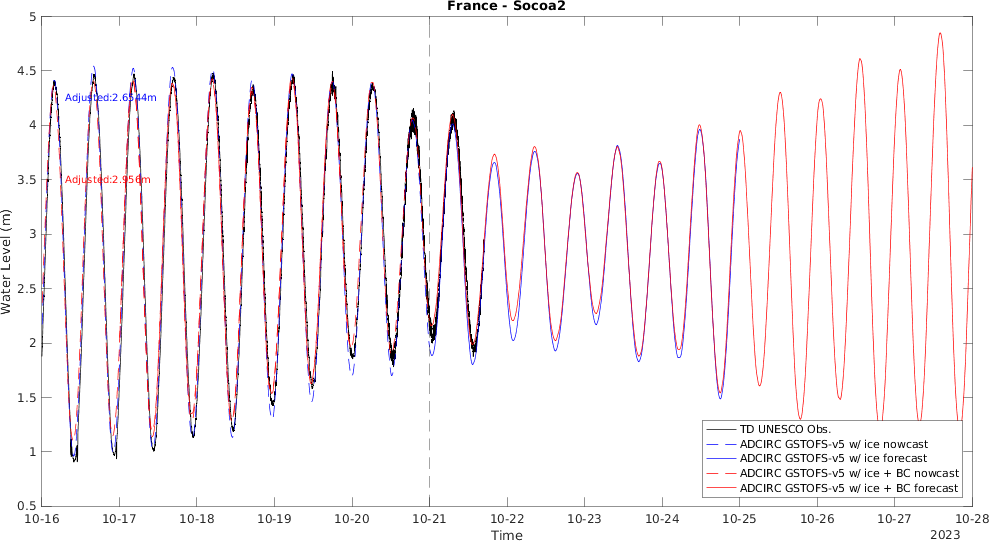 France - Socoa2
5
4.5
4
3.5
3
2.5
2
1.5
1
0.5
Water Level (m)
Adjusted:2.6544m
Adjusted:2.956m
TD UNESCO Obs.
ADCIRC GSTOFS-v5 w/ ice nowcast
ADCIRC GSTOFS-v5 w/ ice forecast
ADCIRC GSTOFS-v5 w/ ice + BC nowcast
ADCIRC GSTOFS-v5 w/ ice + BC forecast
10-16 10-17 10-18 10-19 10-20 10-21 10-22 10-23 10-24 10-25 10-26 10-27 10-28
Time
2023